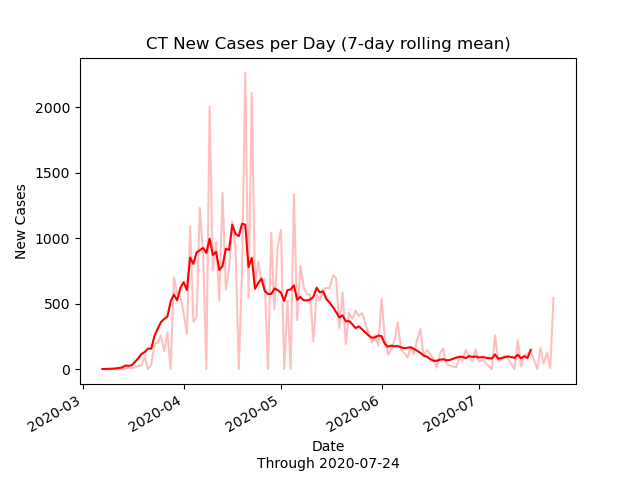 CT New Cases per Day (7-day rolling mean)
2000
1500
1000
500
0
New Cases
2020-03
2020-04
2020-05
2020-06
2020-07
Date
Through 2020-07-24